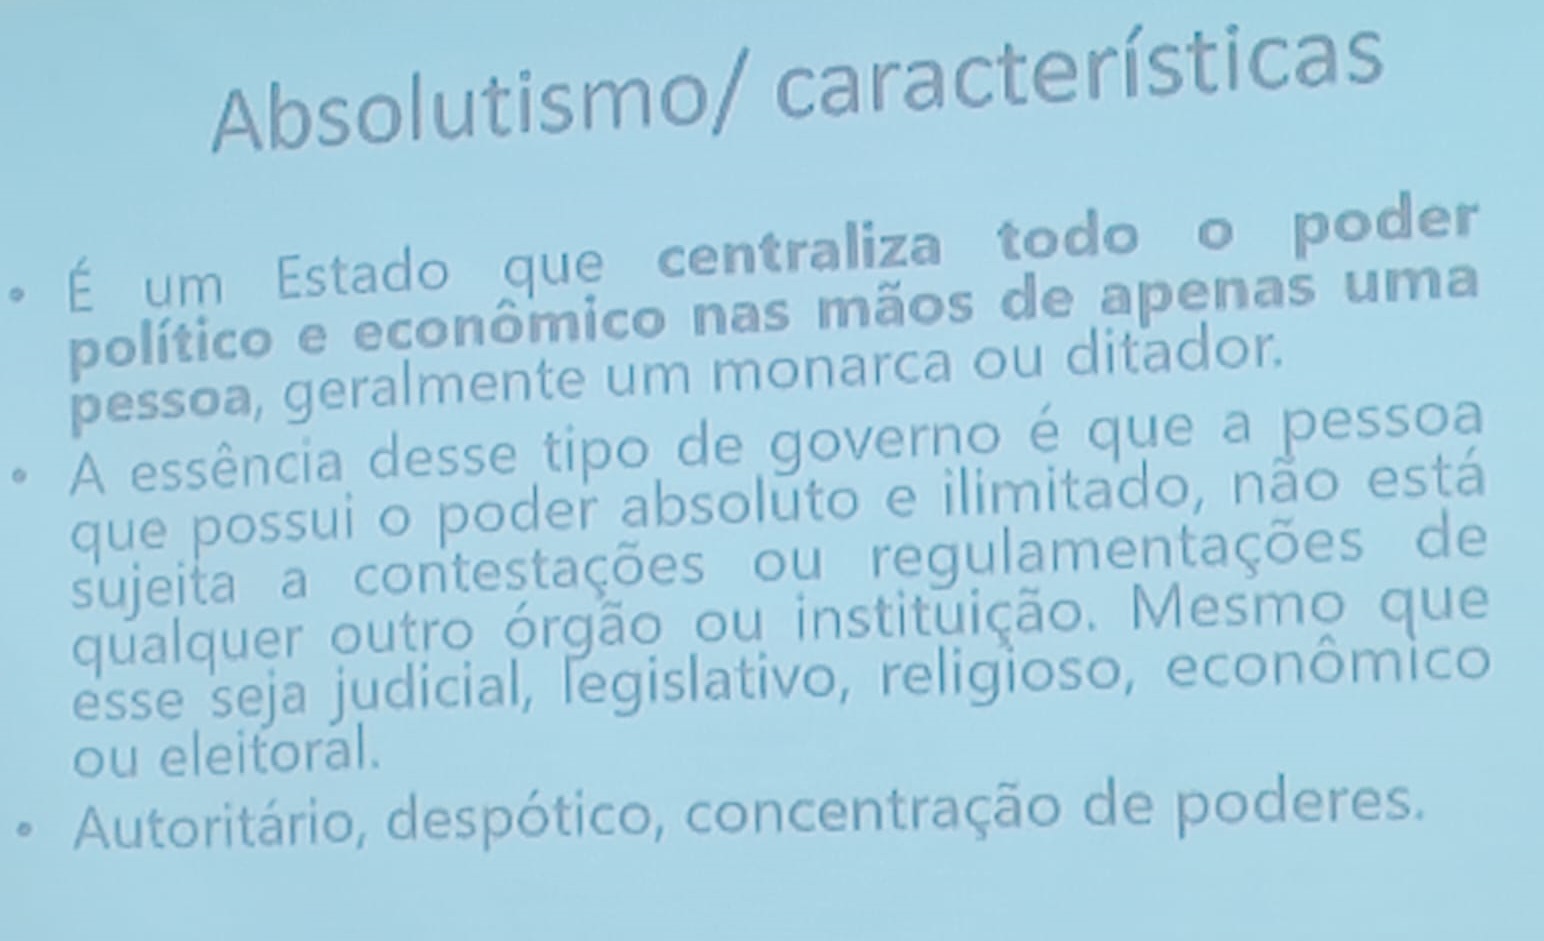 Absolutismo/ características
• É um Estado que centraliza todo o poder
político e econômico nas mãos de apenas uma
pessoa, geralmente um monarca ou ditador.
• A essência desse tipo de governo é que a pessoa
que possui o poder absoluto e ilimitado, não está
sujeita a contestações ou regulamentações de
qualquer outro órgão ou instituição. Mesmo que
esse seja judicial, legislativo, religioso, econômico
ou eleitoral.
• Autoritário, despótico, concentração de poderes.